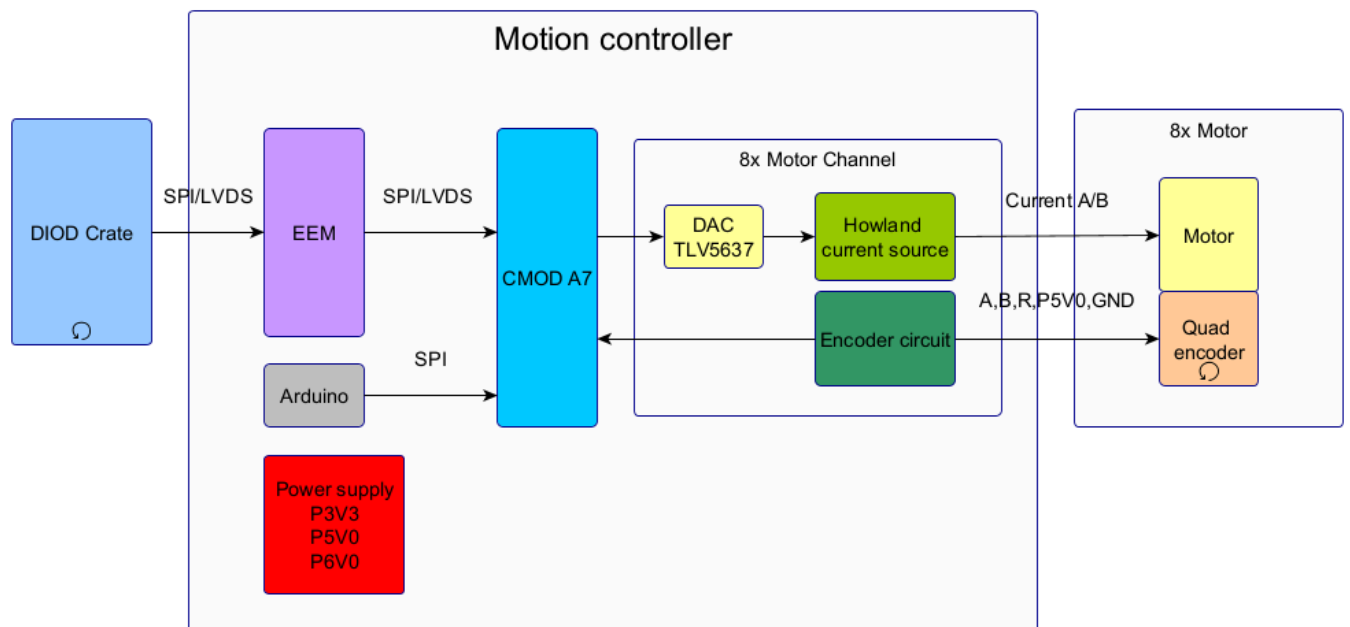 Motion controller
DIOD Crate
SPI/LVDS
EEM
SPI/LVDS
CMOD A7
Arduino
SPI
Power supply
P3V3
P5V0
P6V0
8x Motor Channel
DAC
TLV5637
Howland
current source
Encoder circuit
Current A/B
A,B,R,P5V0,GND
8x Motor
Motor
Quad
encoder